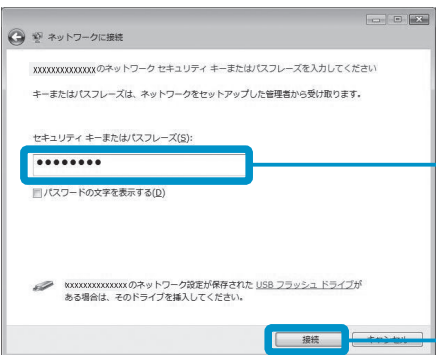 ネットワークに接続
xxxxxxxxxxxxxのネットワーク セキュリティ キーまたはパスフレーズを入力してください
キーまたはパスフレーズは、ネットワークをセットアップした管理者から受け取ります。
セキュリティ キーまたはパスフレーズ(S):
●●●●●●●●
パスワードの文字を表示する(D)
xxxxxxxxxxxxxのネットワーク設定が保存された USB フラッシュ ドライブが
ある場合は、そのドライブを挿入してください。
接続 キャンセル